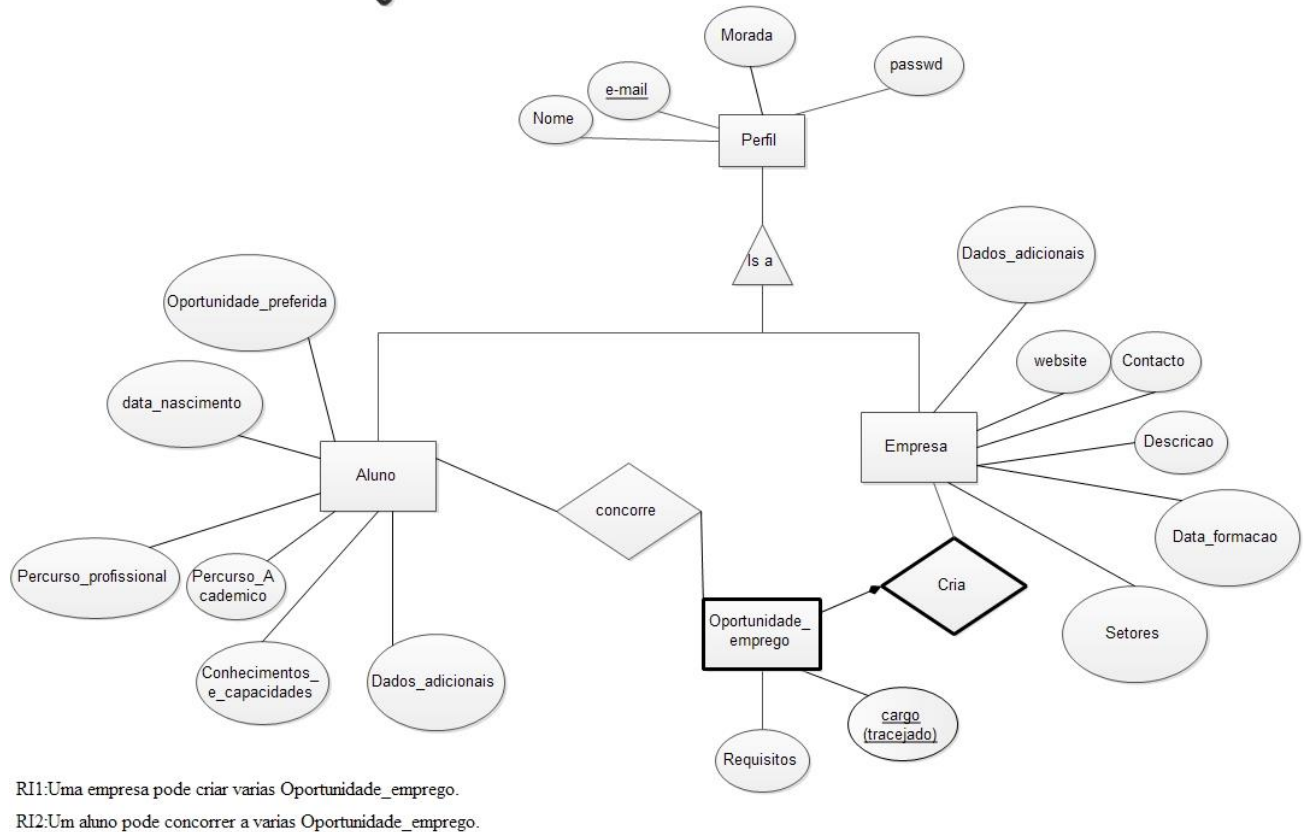 Morada
passwd
e-mail
Nome
Perfil
Is a
Dados_adicionais
Oportunidade_preferida
website
Contacto
data_nascimento
Empresa
Descricao
Aluno
concorre
Data_formacao
Percurso_profissional
Percurso_A
cademico
Cria
Oportunidade_
emprego
Setores
Conhecimentos_
e_capacidades
Dados_adicionais
cargo
(tracejado)
Requisitos
RI1:Uma empresa pode criar varias Oportunidade_emprego.
RI2:Um aluno pode concorrer a varias Oportunidade_emprego.